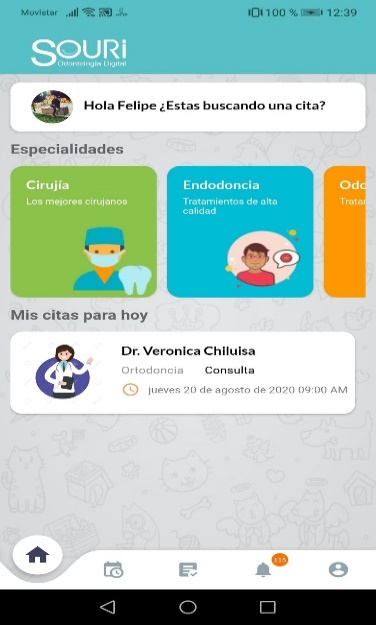 Movistar
100 %
12:39
SOURi
Odontología Digital
Hola Felipe ¿Estas buscando una cita?
Especialidades
Cirujía
Los mejores cirujanos
Endodoncia
Tratamientos de alta
calidad
Odo
Trata
Mis citas para hoy
Dr. Veronica Chiluisa
Ortodoncia Consulta
jueves 20 de agosto de 2020 09:00 AM
115